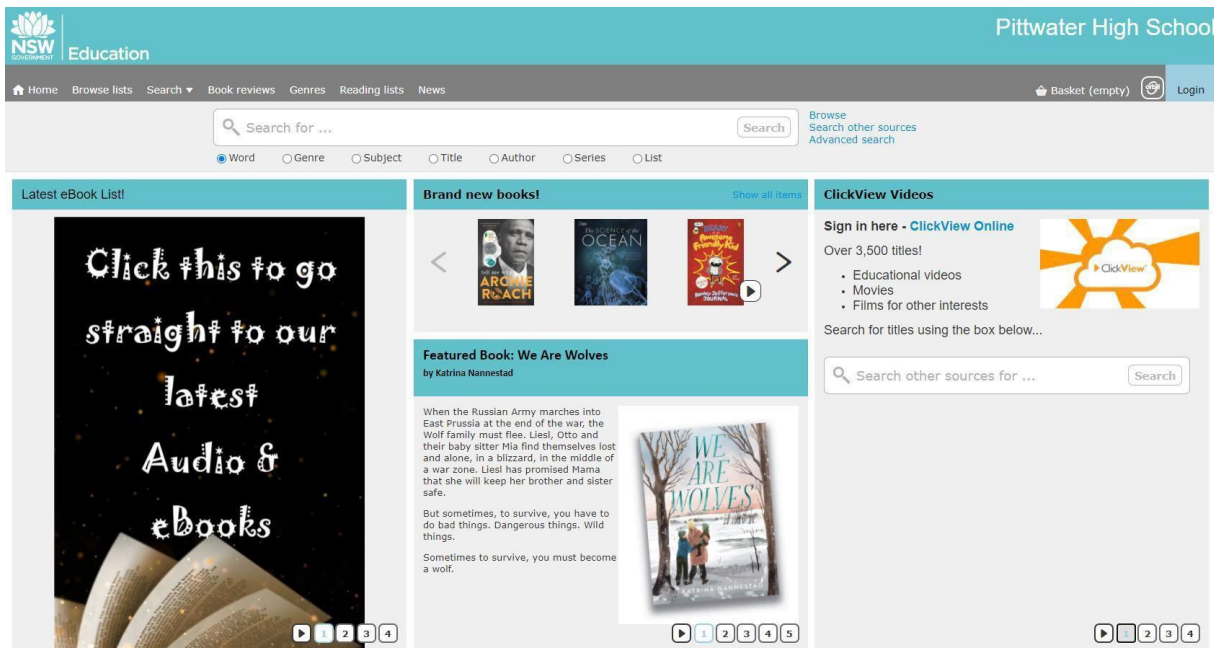 NSW
GOVERNMENT
Education
Pittwater High School
Home Browse lists Search Book reviews Genres Reading lists News
Basket (empty) Login
Search for ... Search
Browse
Search other sources
Advanced search
Word Genre Subject Title Author Series List
Latest eBook List!
Click this to go
straight to our
latest
Audio &
eBooks
1 2 3 4
Brand new books! Show all items
tell me why
ARCHIE
ROACH
The SCIENCE of the
OCEAN
Awesome
Friendly Kid
Rowley Jefferson's
JOURNAL
Featured Book: We Are Wolves
by Katrina Nannestad
When the Russian Army marches into
East Prussia at the end of the war, the
Wolf family must flee. Liesl, Otto and
their baby sitter Mia find themselves lost
and alone, in a blizzard, in the middle of
a war zone. Liesl has promised Mama
that she will keep her brother and sister
safe.
But sometimes, to survive, you have to
do bad things. Dangerous things. Wild
things.
Sometimes to survive, you must become
a wolf.
WE
ARE
WOLVES
KATRINA NANNESTAD
1 2 3 4 5
ClickView Videos
Sign in here - ClickView Online
Over 3,500 titles!
Educational videos
Movies
Films for other interests
Search for titles using the box below...
ClickView
Search other sources for ... Search
1 2 3 4